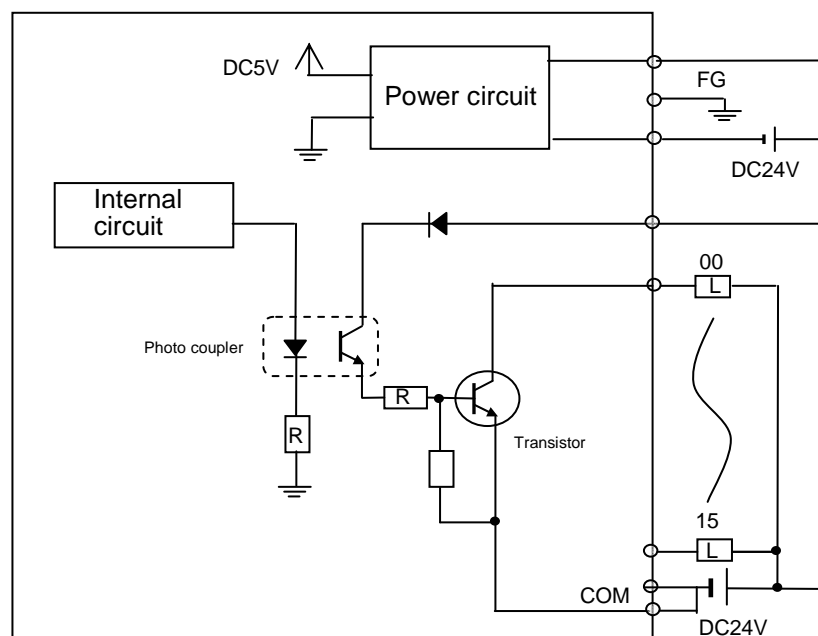 DC5V
Power circuit
FG
DC24V
Internal
circuit
00
L
Photo coupler
R
R
Transistor
15
L
COM
DC24V